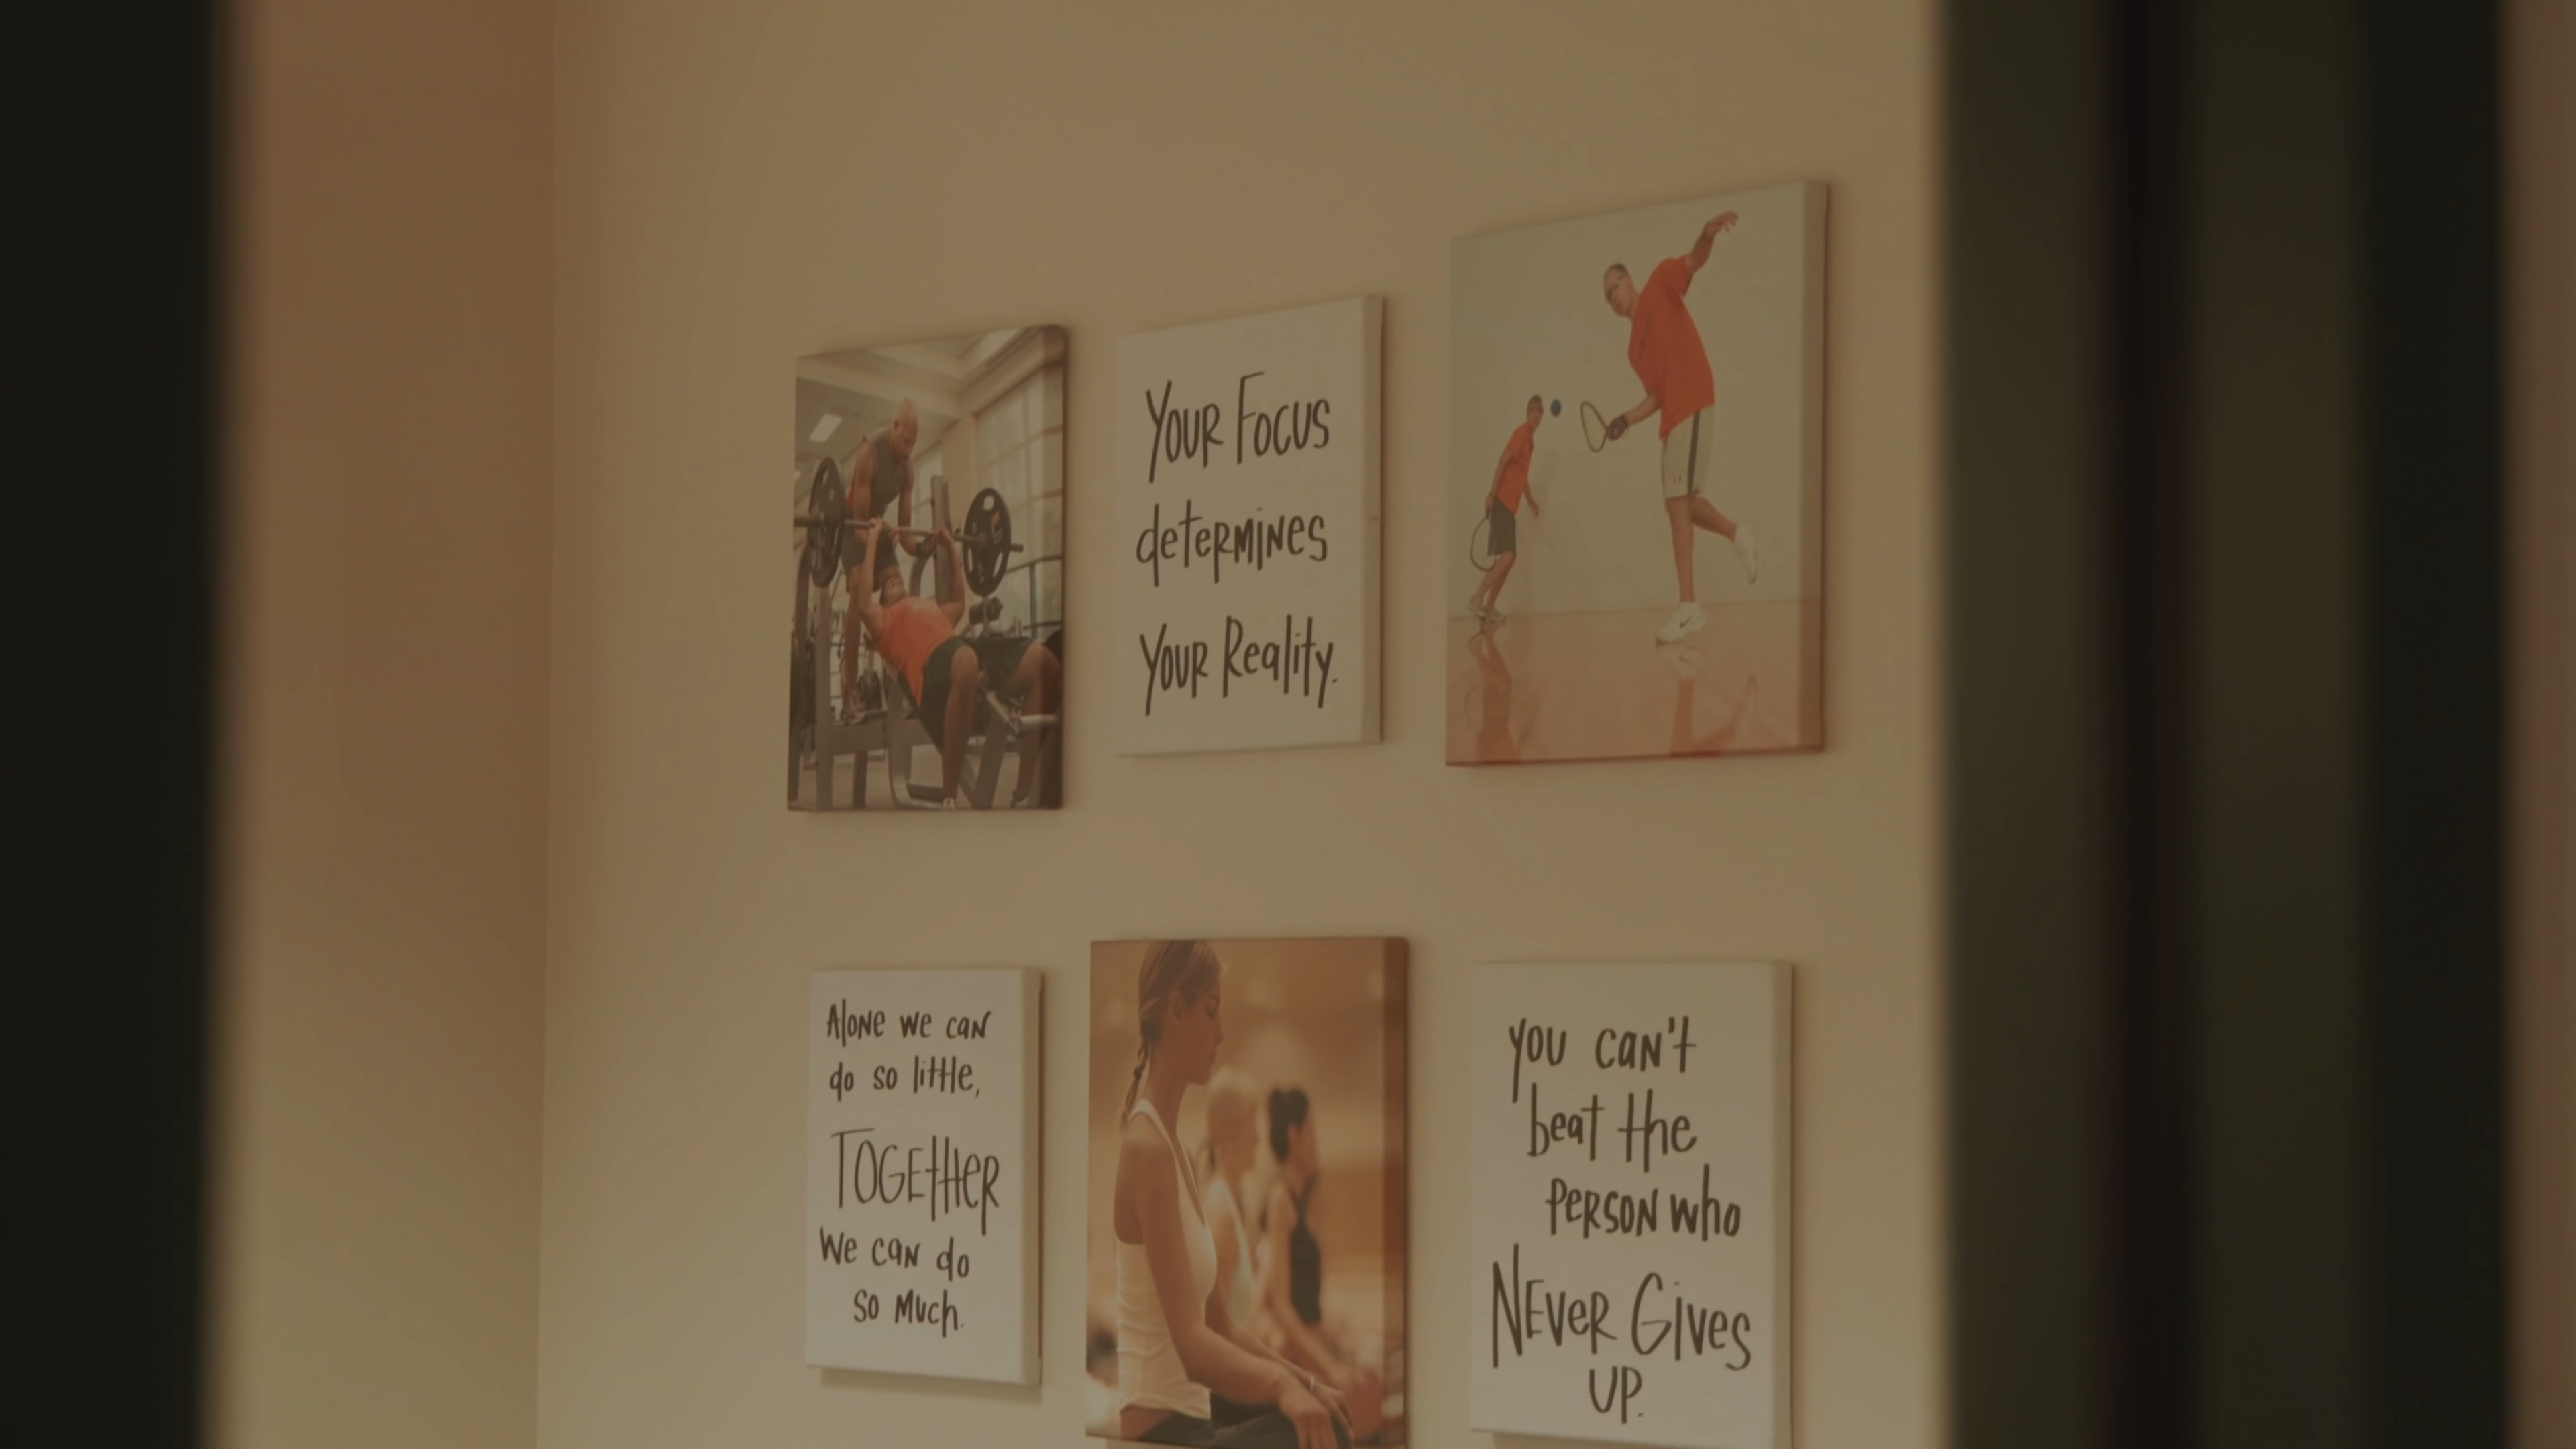 Your Focus
determines
Your Reality.
Alone we can
do so little,
TOGETHER
We can do
so much.
you can't
beat the
PERSON who
NEVER Gives
UP.